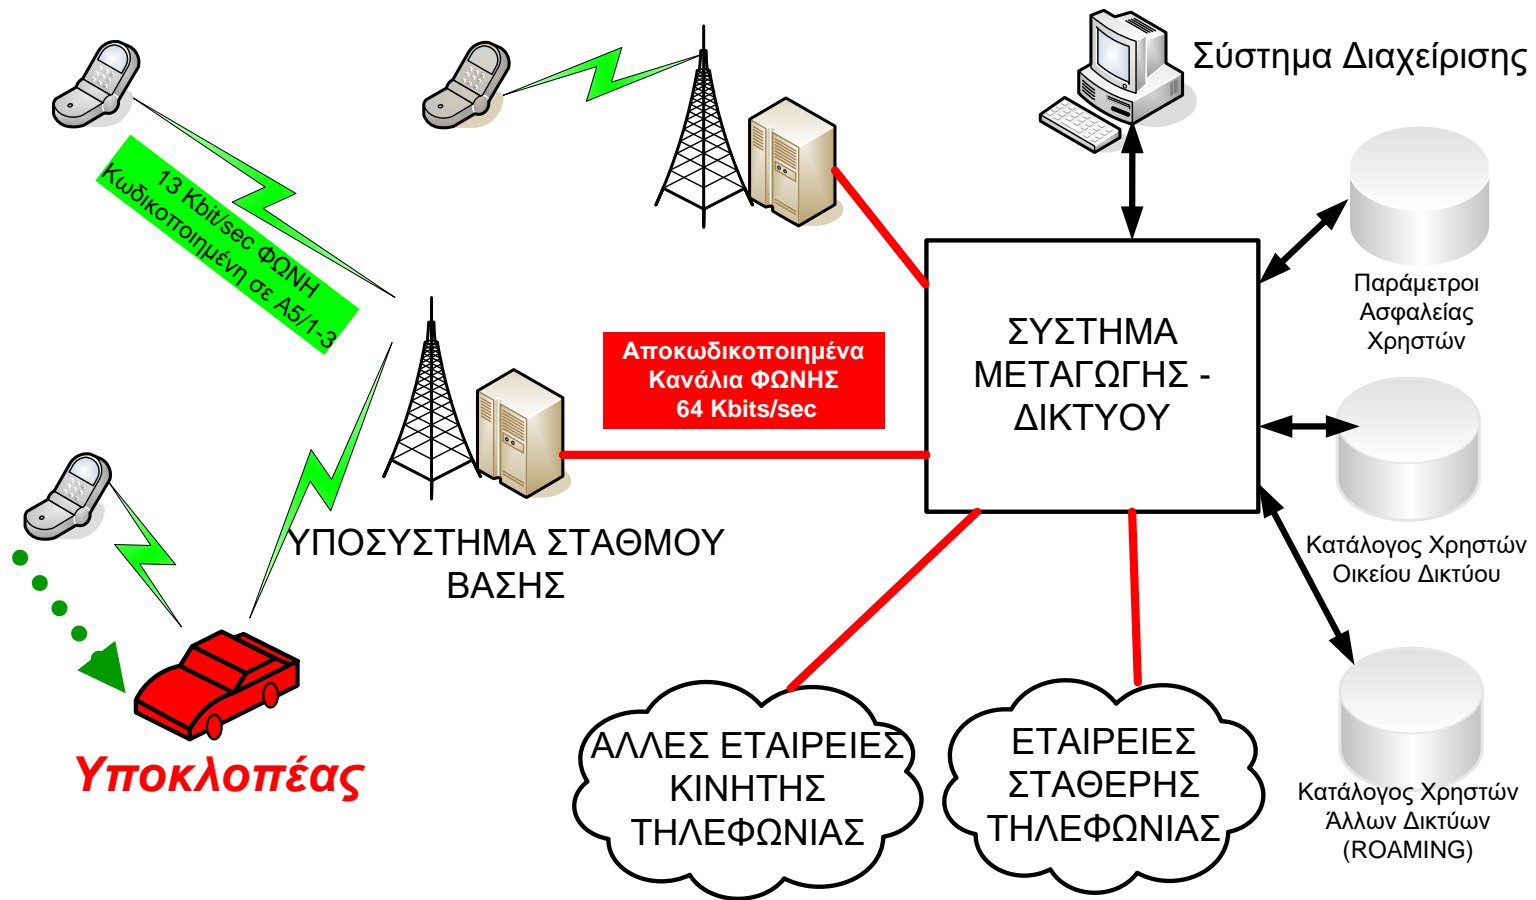 Σύστημα Διαχείρισης
13 Kbit/sec ΦΩΝΗ
Κωδικοποιημένη σε A5/1-3
Παράμετροι
Ασφαλείας
Χρηστών
ΣΥΣΤΗΜΑ
ΜΕΤΑΓΩΓΗΣ -
ΔΙΚΤΥΟΥ
Αποκωδικοποιημένα
Κανάλια ΦΩΝΗΣ
64 Kbits/sec
ΥΠΟΣΥΣΤΗΜΑ ΣΤΑΘΜΟΥ
ΒΑΣΗΣ
Κατάλογος Χρηστών
Οικείου Δικτύου
Υποκλοπέας
ΑΛΛΕΣ ΕΤΑΙΡΕΙΕΣ
ΚΙΝΗΤΗΣ
ΤΗΛΕΦΩΝΙΑΣ
ΕΤΑΙΡΕΙΕΣ
ΣΤΑΘΕΡΗΣ
ΤΗΛΕΦΩΝΙΑΣ
Κατάλογος Χρηστών
Άλλων Δικτύων
(ROAMING)